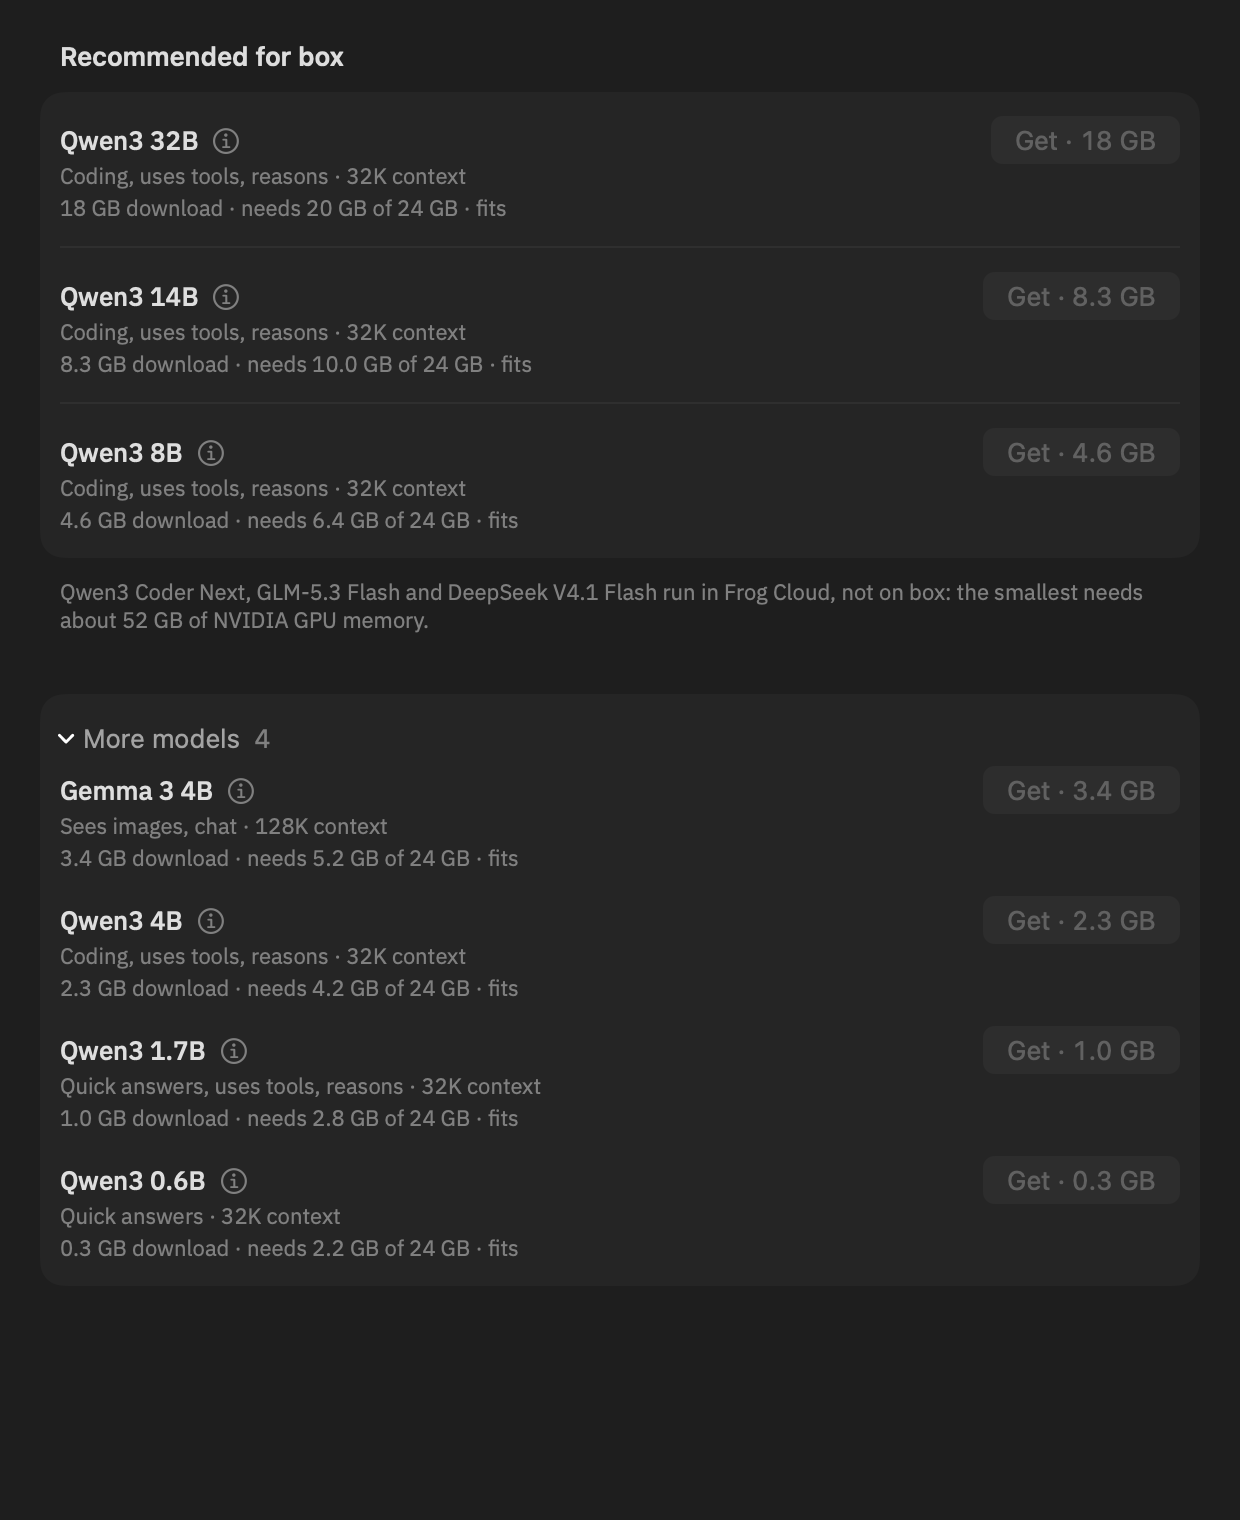 Recommended for box
Qwen3 32B
Get · 18 GB
Coding, uses tools, reasons · 32K context
18 GB download · needs 20 GB of 24 GB · fits
Qwen3 14B
Get · 8.3 GB
Coding, uses tools, reasons · 32K context
8.3 GB download · needs 10.0 GB of 24 GB · fits
Qwen3 8B
Get · 4.6 GB
Coding, uses tools, reasons · 32K context
4.6 GB download · needs 6.4 GB of 24 GB · fits
Qwen3 Coder Next, GLM-5.3 Flash and DeepSeek V4.1 Flash run in Frog Cloud, not on box: the smallest needs
about 52 GB of NVIDIA GPU memory.
More models 4
Gemma 3 4B
Get · 3.4 GB
Sees images, chat · 128K context
3.4 GB download · needs 5.2 GB of 24 GB · fits
Qwen3 4B
Get · 2.3 GB
Coding, uses tools, reasons · 32K context
2.3 GB download · needs 4.2 GB of 24 GB · fits
Qwen3 1.7B
Get · 1.0 GB
Quick answers, uses tools, reasons · 32K context
1.0 GB download · needs 2.8 GB of 24 GB · fits
Qwen3 0.6B
Get · 0.3 GB
Quick answers · 32K context
0.3 GB download · needs 2.2 GB of 24 GB · fits